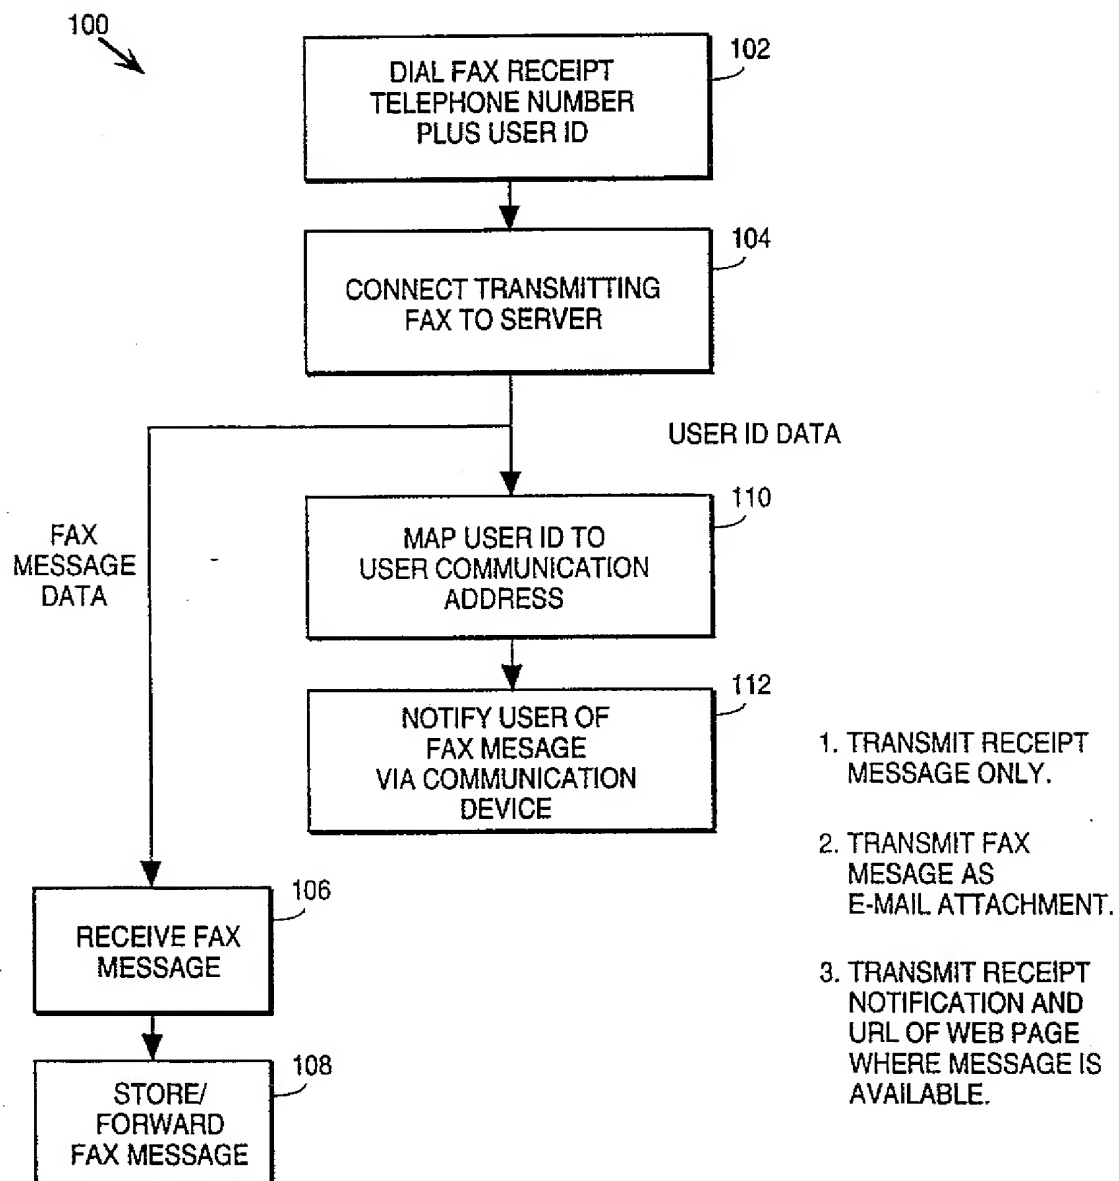 100
102
DIAL FAX RECEIPT
TELEPHONE NUMBER
PLUS USER ID
104
CONNECT TRANSMITTING
FAX TO SERVER
USER ID DATA
FAX
MESSAGE
DATA
110
MAP USER ID TO
USER COMMUNICATION
ADDRESS
112
NOTIFY USER OF
FAX MESAGE
VIA COMMUNICATION
DEVICE
1. TRANSMIT RECEIPT
MESSAGE ONLY.
2. TRANSMIT FAX
MESAGE AS
E-MAIL ATTACHMENT.
3. TRANSMIT RECEIPT
NOTIFICATION AND
URL OF WEB PAGE
WHERE MESSAGE IS
AVAILABLE.
106
RECEIVE FAX
MESSAGE
108
STORE/
FORWARD
FAX MESSAGE